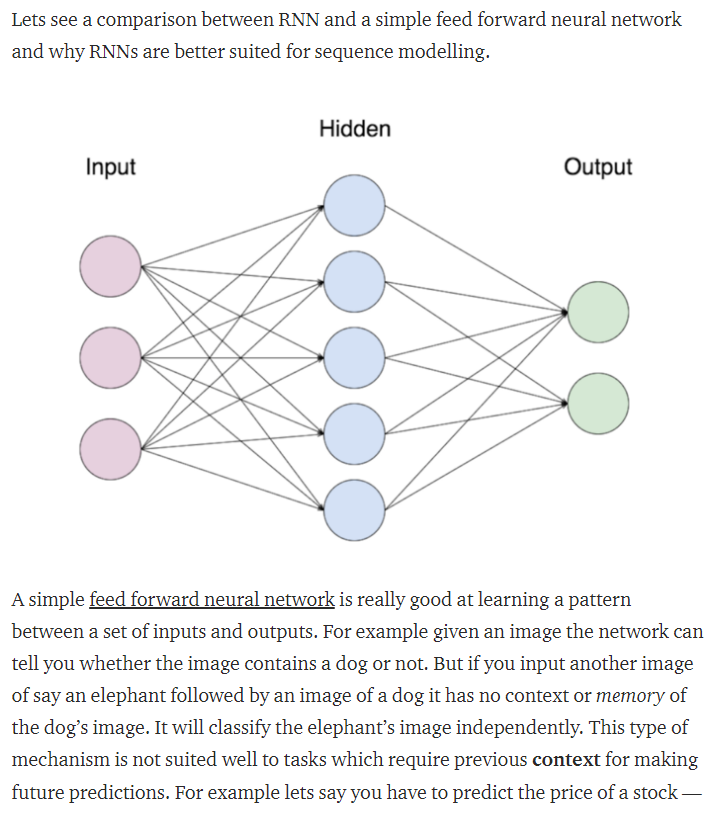 Lets see a comparison between RNN and a simple feed forward neural network
and why RNNs are better suited for sequence modelling.
Hidden
Input
Output
A simple feed forward neural network is really good at learning a pattern
between a set of inputs and outputs. For example given an image the network can
tell you whether the image contains a dog or not. But if you input another image
of say an elephant followed by an image of a dog it has no context or memory of
the dog’s image. It will classify the elephant’s image independently. This type of
mechanism is not suited well to tasks which require previous context for making
future predictions. For example lets say you have to predict the price of a stock —